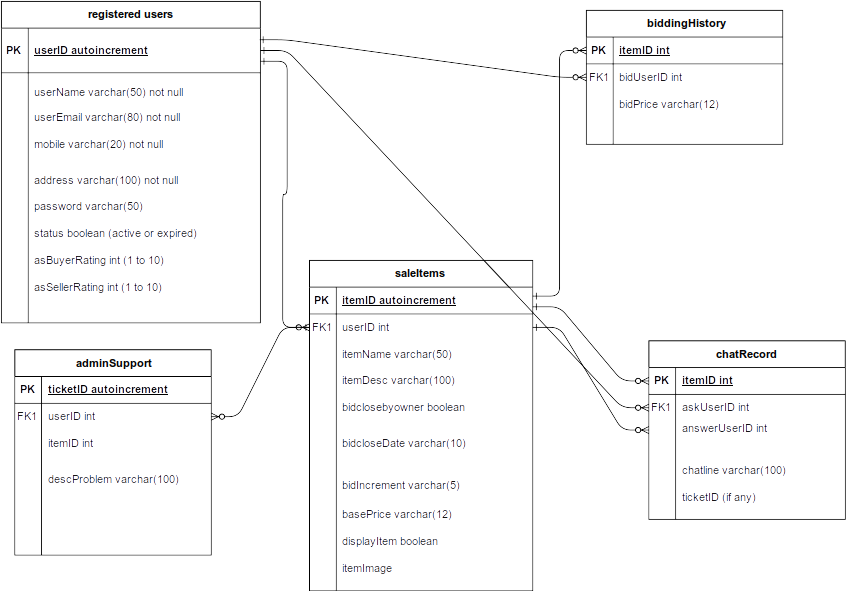 registered users
PK userID autoincrement
userName varchar(50) not null
userEmail varchar(80) not null
mobile varchar(20) not null
address varchar(100) not null
password varchar(50)
status boolean (active or expired)
asBuyerRating int (1 to 10)
asSellerRating int (1 to 10)
biddingHistory
PK itemID int
FK1 bidUserID int
bidPrice varchar(12)
saleItems
PK itemID autoincrement
FK1 userID int
itemName varchar(50)
itemDesc varchar(100)
bidclosebyowner boolean
bidcloseDate varchar(10)
bidIncrement varchar(5)
basePrice varchar(12)
displayItem boolean
itemImage
adminSupport
PK ticketID autoincrement
FK1 userID int
itemID int
descProblem varchar(100)
chatRecord
PK itemID int
FK1 askUserID int
answerUserID int
chatline varchar(100)
ticketID (if any)